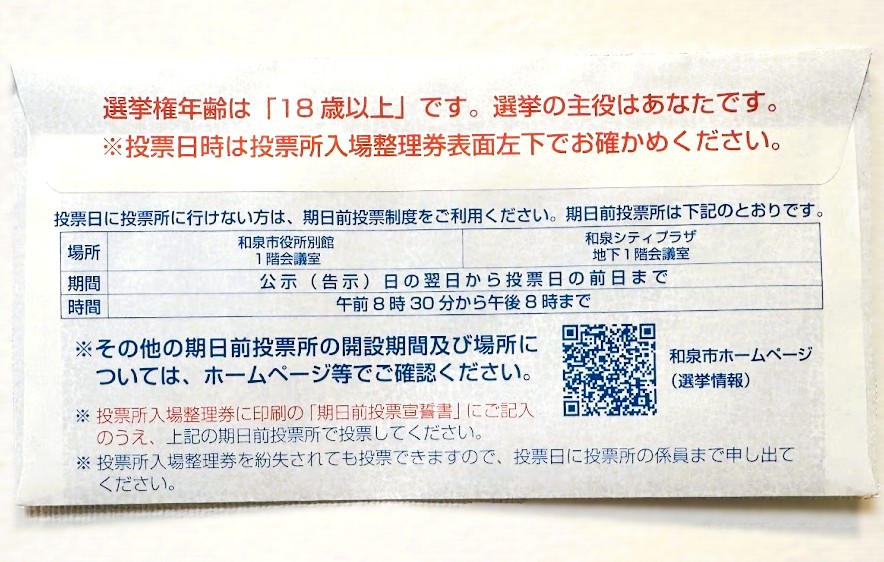 選挙権年齢は「18歳以上」です。選挙の主役はあなたです。
※投票日時は投票所入場整理券表面左下でお確かめください。
投票日に投票所に行けない方は、期日前投票制度をご利用ください。期日前投票所は下記のとおりです。
場所 和泉市役所別館 1階会議室 和泉シティプラザ 地下1階会議室
期間 公示（告示）日の翌日から投票日の前日まで
時間 午前8時30分から午後8時まで
※その他の期日前投票所の開設期間及び場所に
ついては、ホームページ等でご確認ください。
和泉市ホームページ
（選挙情報）
※ 投票所入場整理券に印刷の「期日前投票宣誓書」にご記入
のうえ、上記の期日前投票所で投票してください。
※ 投票所入場整理券を紛失されても投票できますので、投票日に投票所の係員まで申し出て
ください。